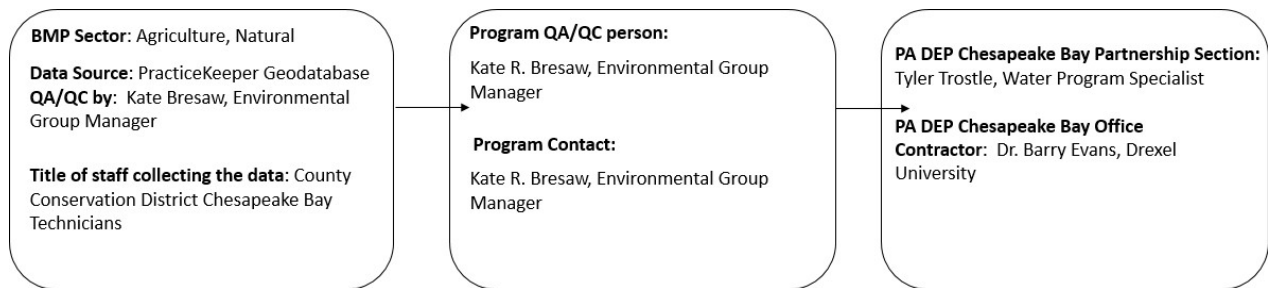 BMP Sector: Agriculture, Natural
Data Source: PracticeKeeper Geodatabase
QA/QC by: Kate Bresaw, Environmental
Group Manager
Title of staff collecting the data: County
Conservation District Chesapeake Bay
Technicians
Program QA/QC person:
Kate R. Bresaw, Environmental Group
Manager
Program Contact:
Kate R. Bresaw, Environmental Group
Manager
PA DEP Chesapeake Bay Partnership Section:
Tyler Trostle, Water Program Specialist
PA DEP Chesapeake Bay Office
Contractor: Dr. Barry Evans, Drexel
University